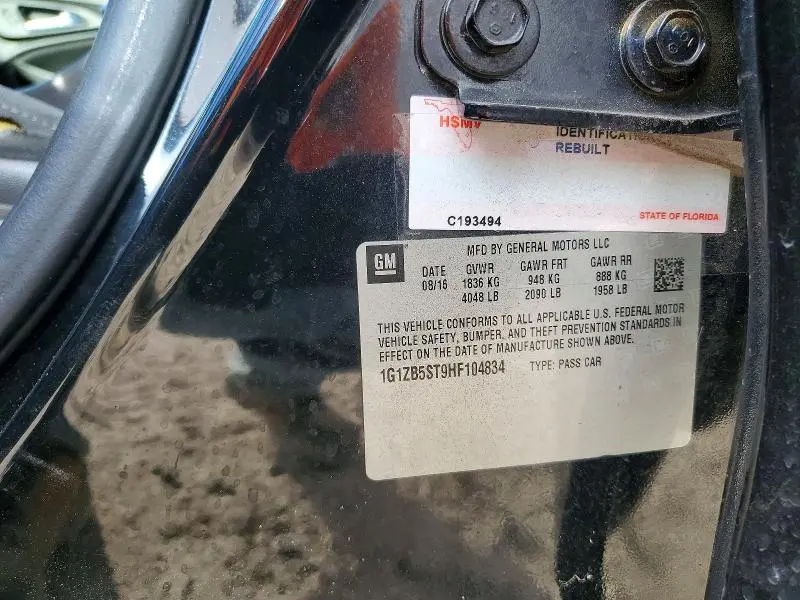 HSMV
IDENTIFICATION
REBUILT
C193494
STATE OF FLORIDA
GM
MFD BY GENERAL MOTORS LLC
DATE GVWR GAWR FRT GAWR RR
08/16 1836 KG 948 KG 888 KG
4048 LB 2090 LB 1958 LB
THIS VEHICLE CONFORMS TO ALL APPLICABLE U.S. FEDERAL MOTOR
VEHICLE SAFETY, BUMPER, AND THEFT PREVENTION STANDARDS IN
EFFECT ON THE DATE OF MANUFACTURE SHOWN ABOVE.
1G1ZB5ST9HF104834 TYPE: PASS CAR